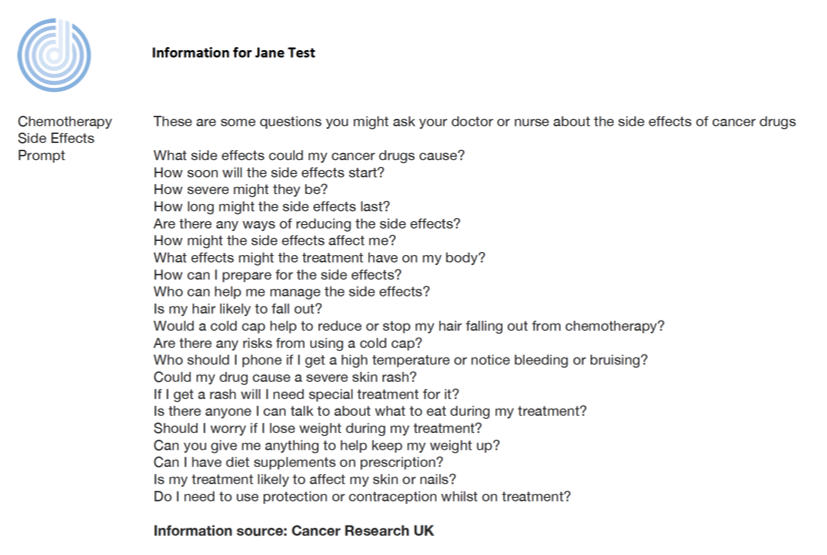 Information for Jane Test
Chemotherapy
Side Effects
Prompt
These are some questions you might ask your doctor or nurse about the side effects of cancer drugs
What side effects could my cancer drugs cause?
How soon will the side effects start?
How severe might they be?
How long might the side effects last?
Are there any ways of reducing the side effects?
How might the side effects affect me?
What effects might the treatment have on my body?
How can I prepare for the side effects?
Who can help me manage the side effects?
Is my hair likely to fall out?
Would a cold cap help to reduce or stop my hair falling out from chemotherapy?
Are there any risks from using a cold cap?
Who should I phone if I get a high temperature or notice bleeding or bruising?
Could my drug cause a severe skin rash?
If I get a rash will I need special treatment for it?
Is there anyone I can talk to about what to eat during my treatment?
Should I worry if I lose weight during my treatment?
Can you give me anything to help keep my weight up?
Can I have diet supplements on prescription?
Is my treatment likely to affect my skin or nails?
Do I need to use protection or contraception whilst on treatment?
Information source: Cancer Research UK